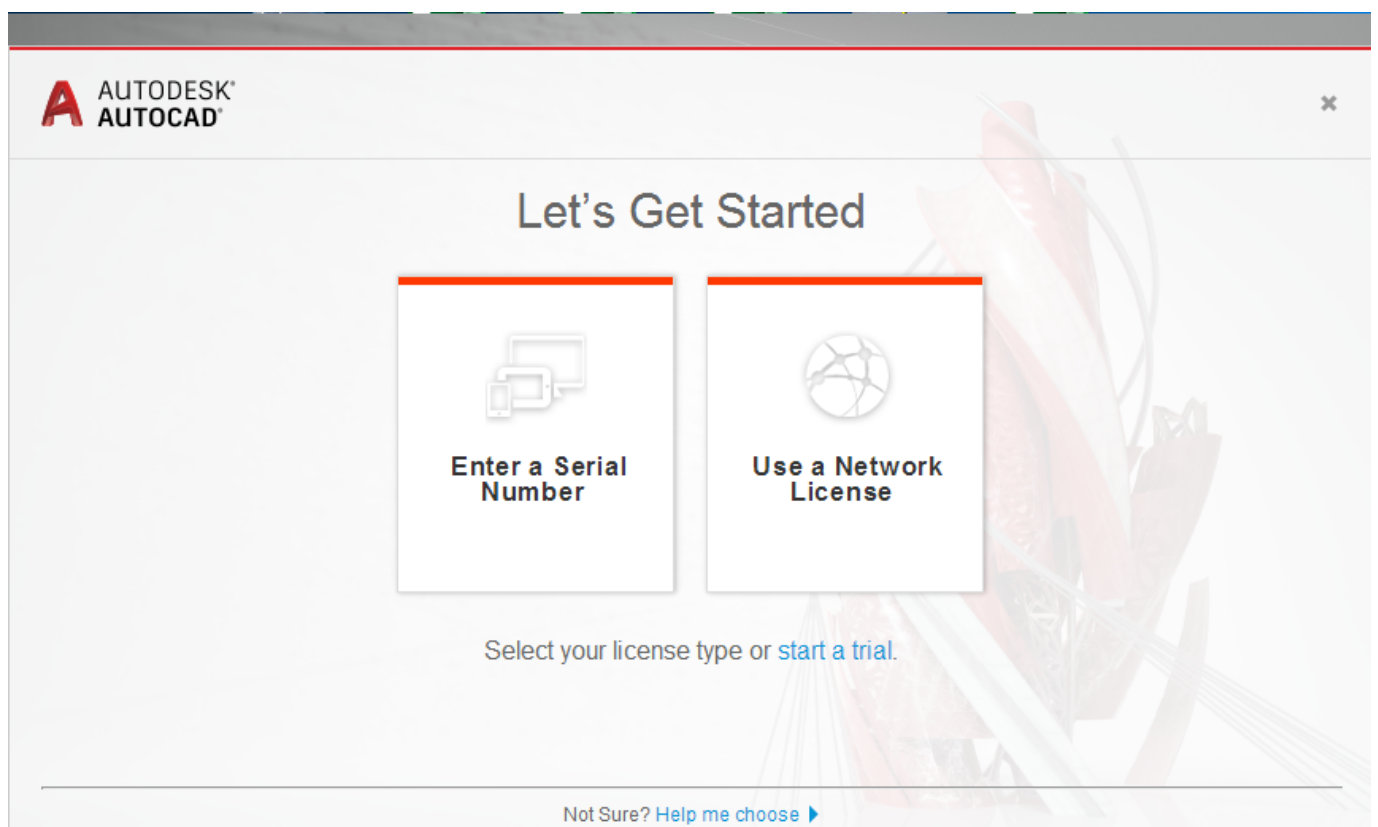 AUTODESK®
AUTOCAD®
Let's Get Started
Enter a Serial
Number
Use a Network
License
Select your license type or start a trial.
Not Sure? Help me choose